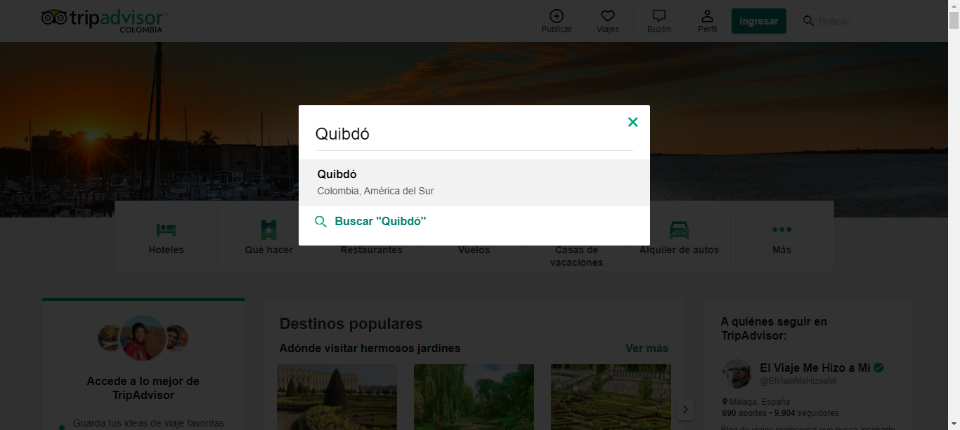 tripadvisor
COLOMBIA
Publicar
Viajes
Buzón
Perfil
Ingresar
Buscar
Quibdó
Quibdó
Colombia, América del Sur
Buscar "Quibdó"
Hoteles
Qué hacer
Restaurantes
Vuelos
Casas de
vacaciones
Alquiler de autos
Más
Accede a lo mejor de
TripAdvisor
Guarda tus ideas de viaje favoritas
Destinos populares
Adónde visitar hermosos jardines
Ver más
A quiénes seguir en
TripAdvisor:
El Viaje Me Hizo a Mi
@ElViajeMeHizoaMi
Malaga, España
690 aportes • 9.904 seguidores